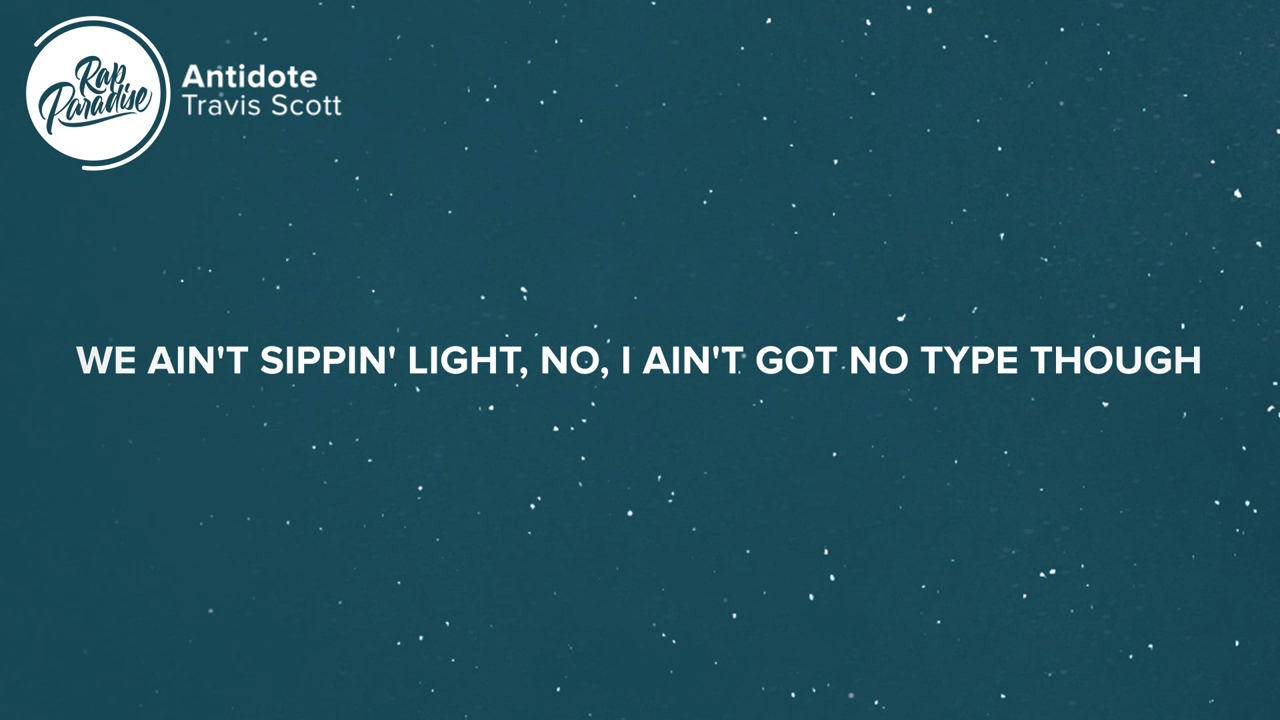 Rap
Paradise
Antidote
Travis Scott
WE AIN'T SIPPIN' LIGHT, NO, I AIN'T GOT NO TYPE THOUGH